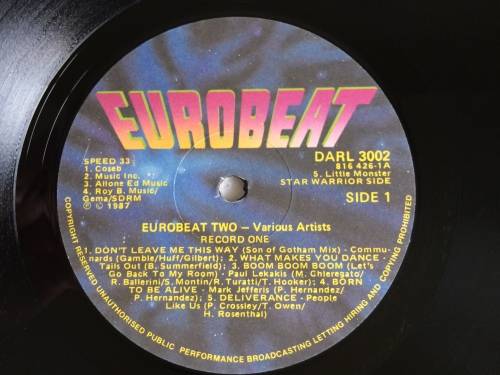 EUROBEAT
SPEED 33
1. Coseb
2. Music Inc.
3. Allone Ed Music
4. Roy B. Music/
Gema/SDRM
℗ © 1987
DARL 3002
816 426-1A
5. Little Monster
STAR WARRIOR SIDE
SIDE 1
EUROBEAT TWO – Various Artists
RECORD ONE
1. DON'T LEAVE ME THIS WAY (Son of Gotham Mix) - Commu-
nards (Gamble/Huff/Gilbert); 2. WHAT MAKES YOU DANCE -
Tails Out (B. Summerfield); 3. BOOM BOOM BOOM (Let's
Go Back To My Room) - Paul Lekakis (M. Chieregato/
R. Ballerini/S. Montin/R. Turatti/T. Hooker); 4. BORN
TO BE ALIVE - Mark Jefferis (P. Hernandez/
P. Hernandez); 5. DELIVERANCE - People
Like Us (P. Crossley/T. Owen/
H. Rosenthal)
COPYRIGHT RESERVED UNAUTHORISED PUBLIC PERFORMANCE BROADCASTING LETTING HIRING AND COPYING PROHIBITED